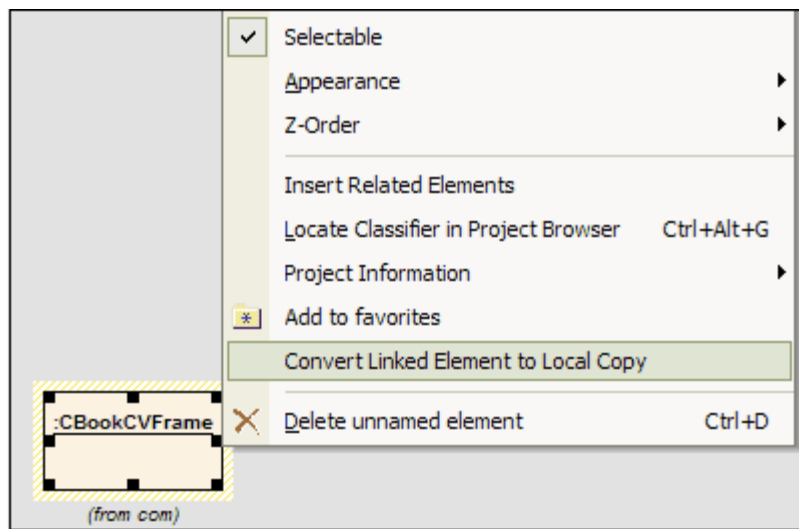 Selectable
Appearance
Z-Order
Insert Related Elements
Locate Classifier in Project Browser Ctrl+Alt+G
Project Information
Add to favorites
Convert Linked Element to Local Copy
Delete unnamed element Ctrl+D
:CBookCVFrame
(from com)